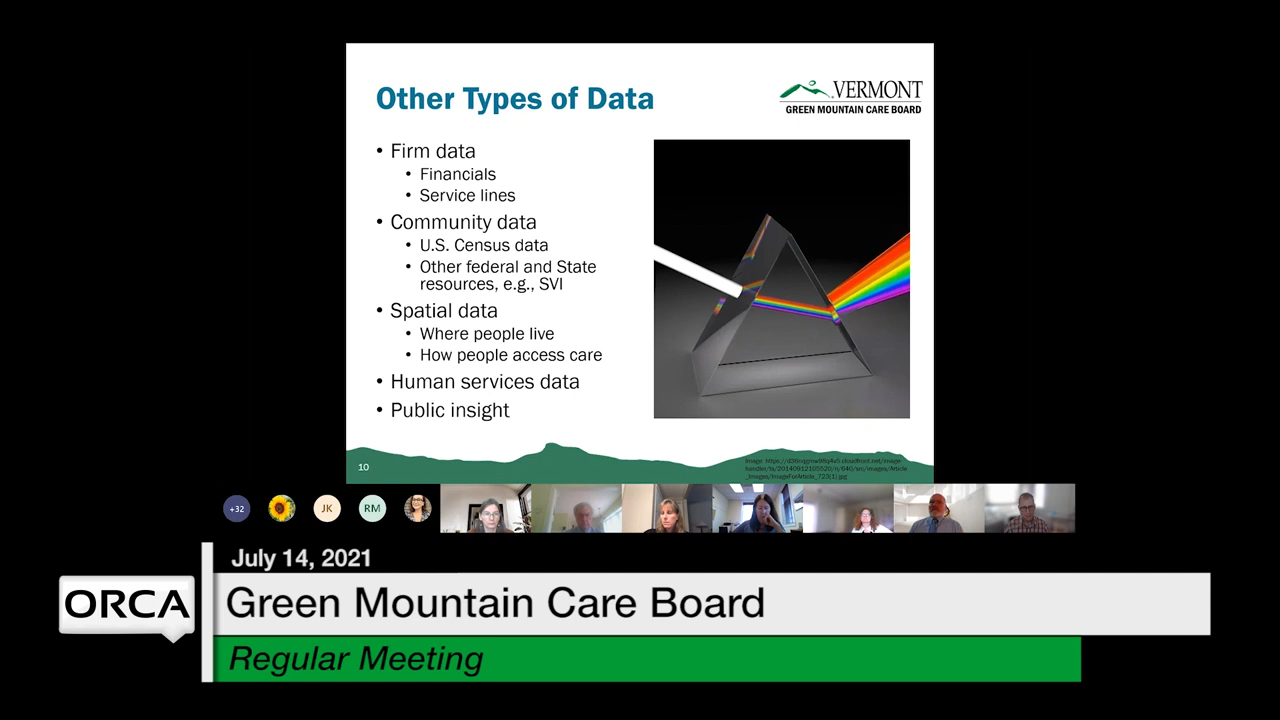 Other Types of Data
VERMONT
GREEN MOUNTAIN CARE BOARD
• Firm data
• Financials
• Service lines
• Community data
• U.S. Census data
• Other federal and State
resources, e.g., SVI
• Spatial data
• Where people live
• How people access care
• Human services data
• Public insight
10
+32
JK
RM
July 14, 2021
ORCA
Green Mountain Care Board
Regular Meeting